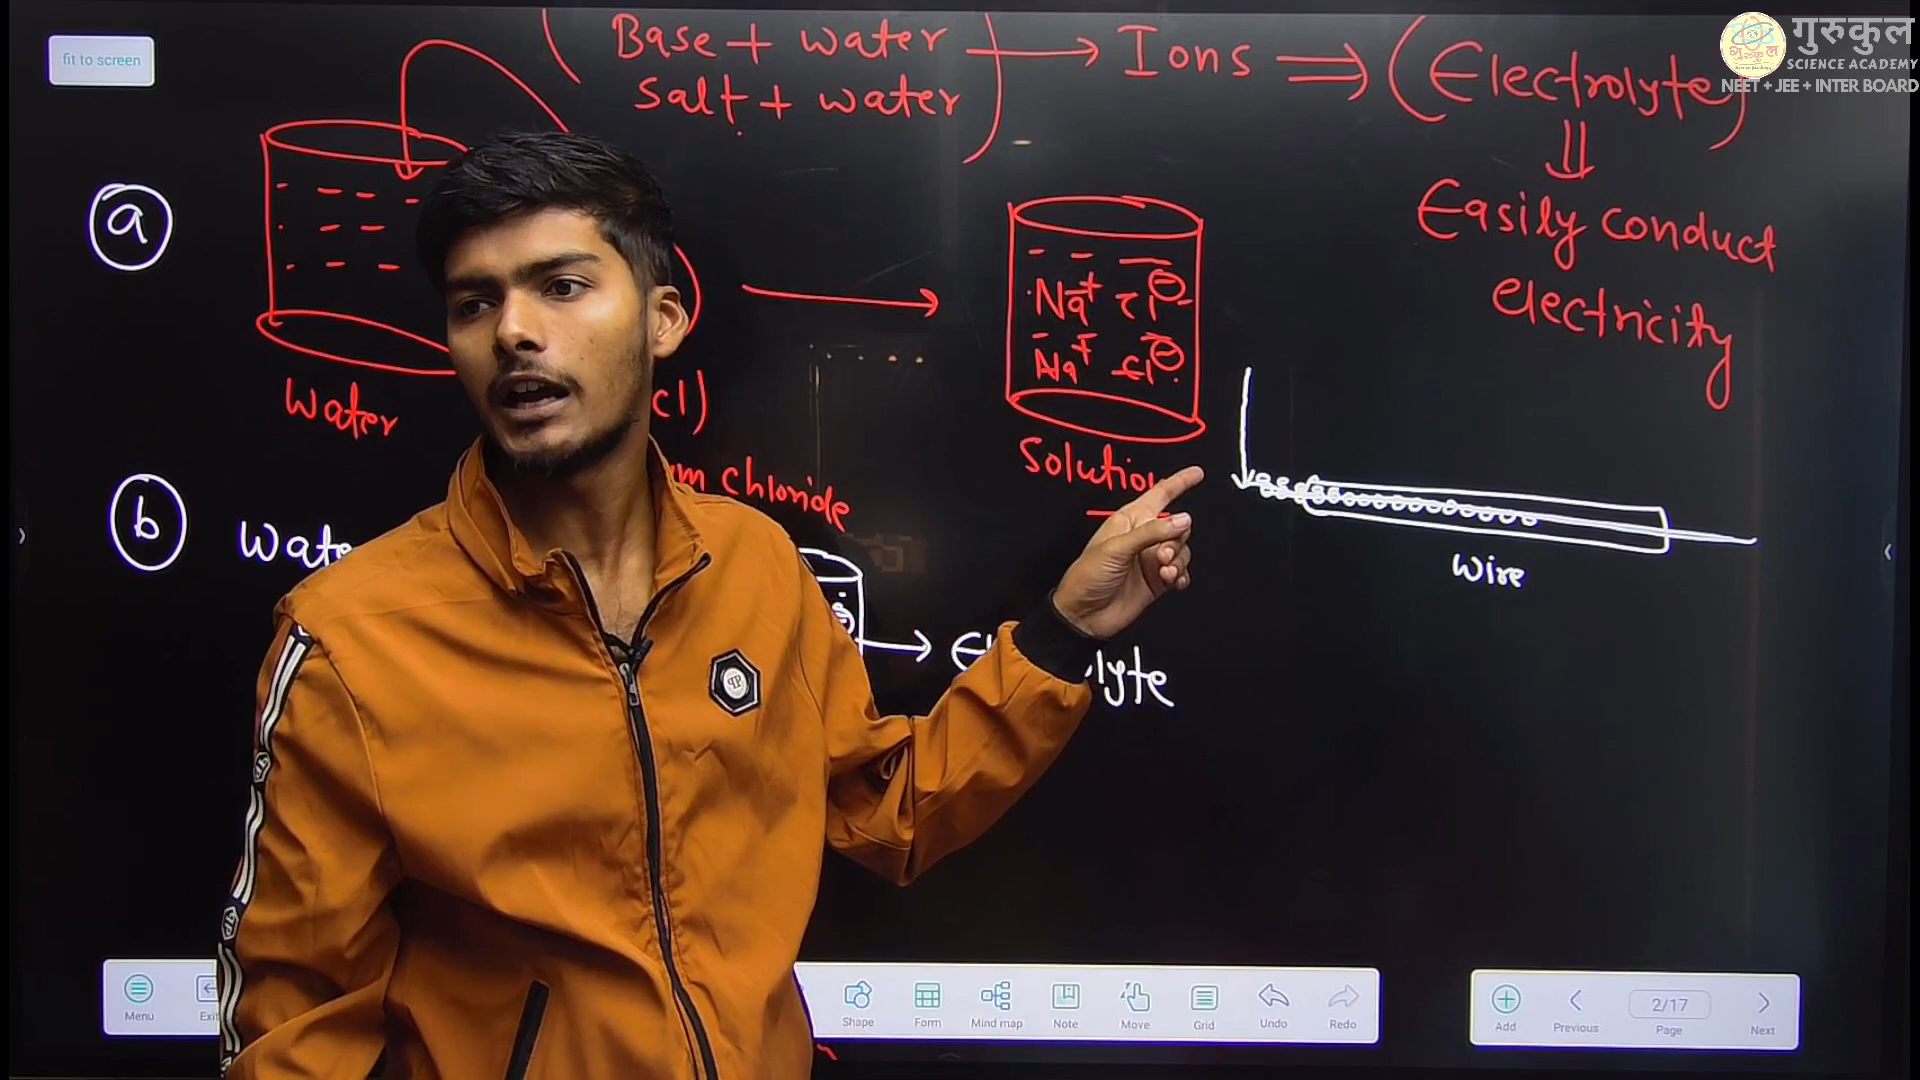 fit to screen
Base + water
Salt + water
Ions
(Electrolyte)
गुरुकुल
SCIENCE ACADEMY
NEET + JEE + INTER BOARD
Easily conduct
electricity
a
Na+ Cl⊖
Na+ Cl⊖
Water
cl)
Solution
chloride
b
Wate
lyte
Wire
Menu
Exi
Shape
Form
Mind map
Note
Move
Grid
Undo
Redo
Add
Previous
2/17
Page
Next